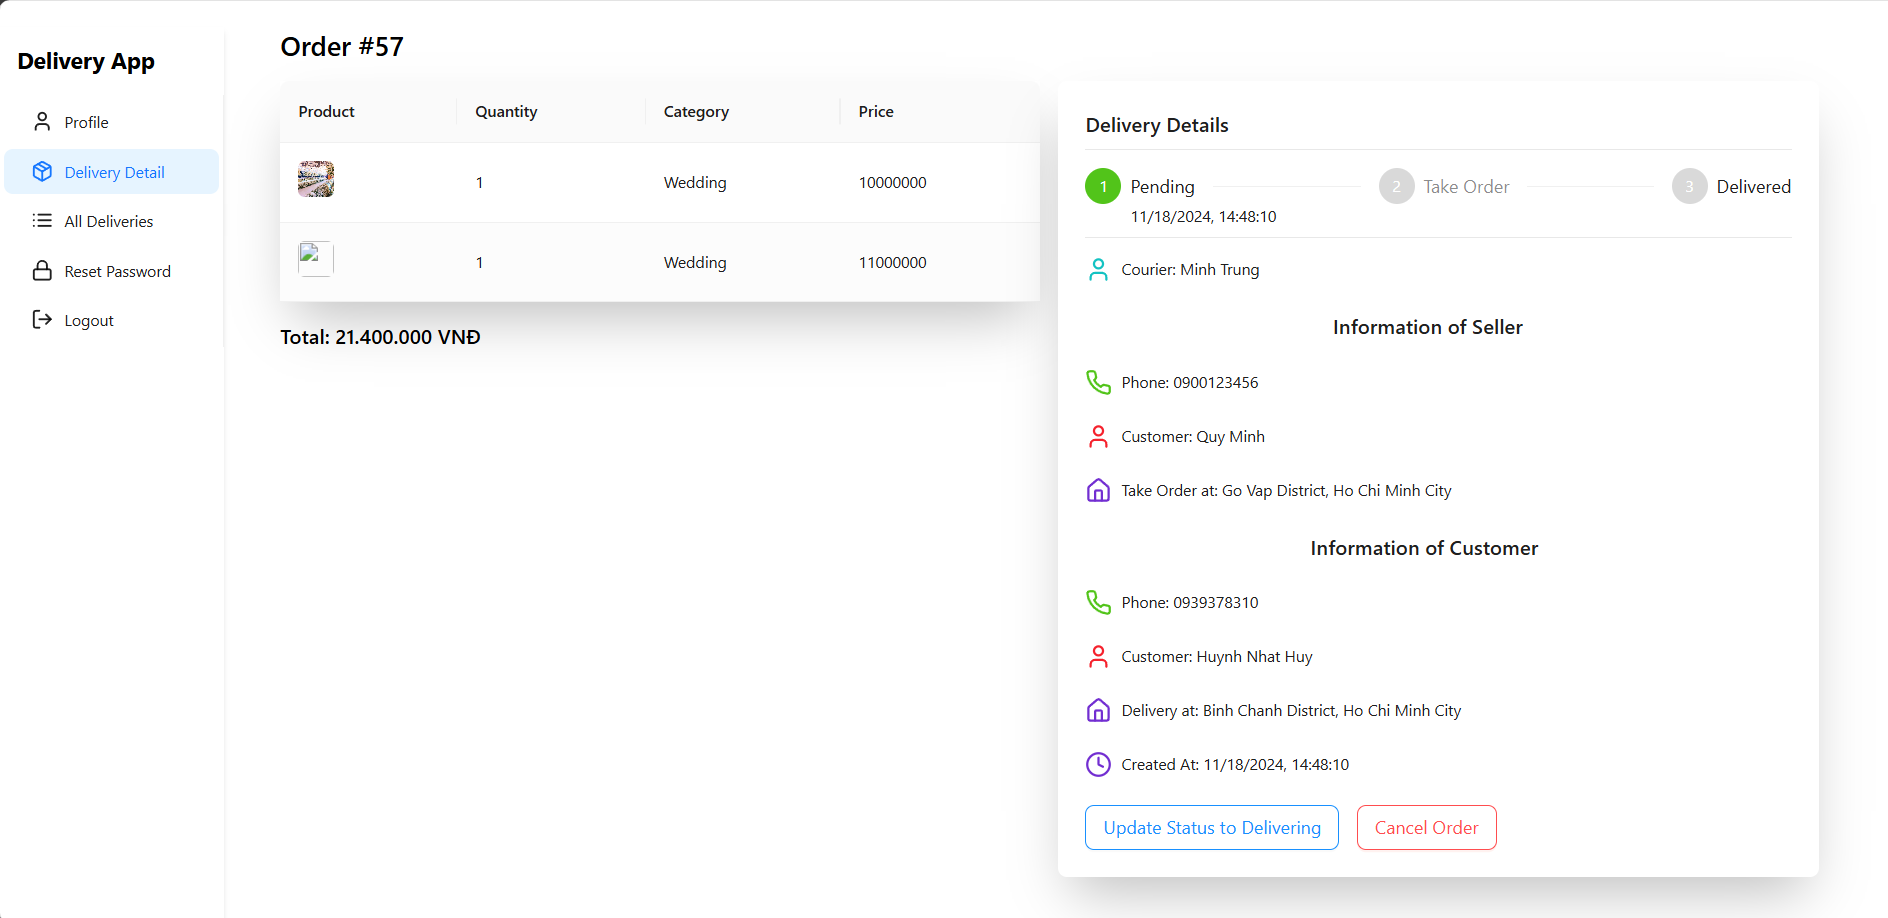 Delivery App
Profile
Delivery Detail
All Deliveries
Reset Password
Logout
Order #57
Product Quantity Category Price
1 Wedding 10000000
1 Wedding 11000000
Total: 21.400.000 VNĐ
Delivery Details
1 Pending 2 Take Order 3 Delivered
11/18/2024, 14:48:10
Courier: Minh Trung
Information of Seller
Phone: 0900123456
Customer: Quy Minh
Take Order at: Go Vap District, Ho Chi Minh City
Information of Customer
Phone: 0939378310
Customer: Huynh Nhat Huy
Delivery at: Binh Chanh District, Ho Chi Minh City
Created At: 11/18/2024, 14:48:10
Update Status to Delivering Cancel Order